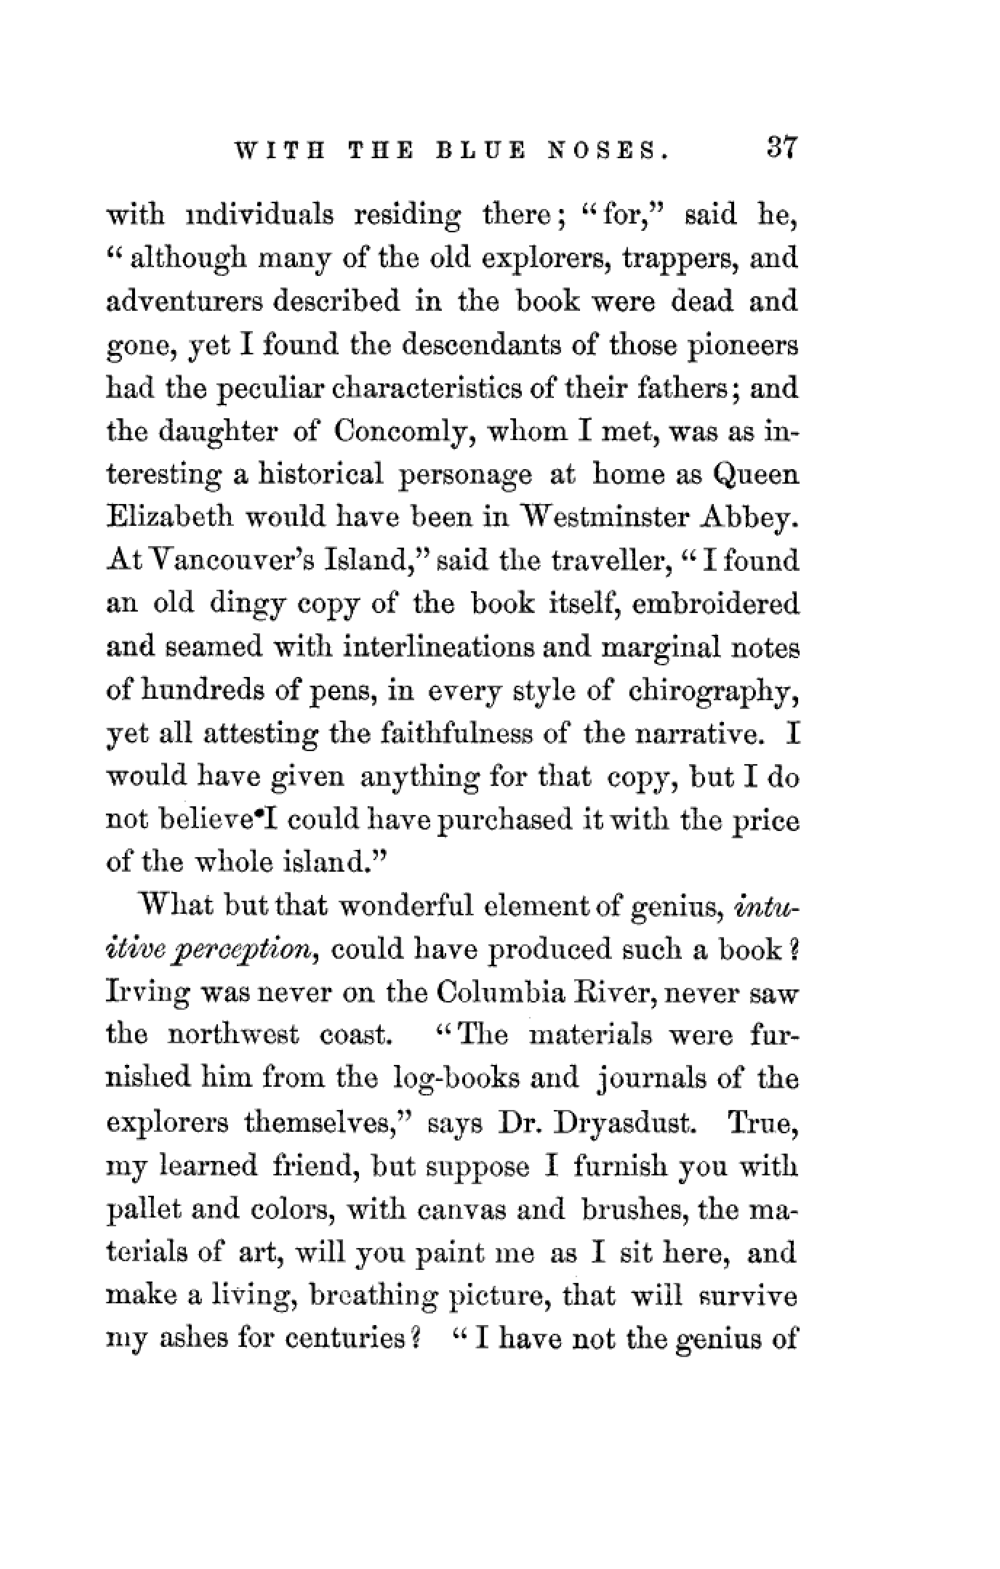 WITH THE BLUE NOSES. 37
with individuals residing there; “for,” said he,
“although many of the old explorers, trappers, and
adventurers described in the book were dead and
gone, yet I found the descendants of those pioneers
had the peculiar characteristics of their fathers; and
the daughter of Concomly, whom I met, was as in-
teresting a historical personage at home as Queen
Elizabeth would have been in Westminster Abbey.
At Vancouver’s Island,” said the traveller, “I found
an old dingy copy of the book itself, embroidered
and seamed with interlineations and marginal notes
of hundreds of pens, in every style of chirography,
yet all attesting the faithfulness of the narrative. I
would have given anything for that copy, but I do
not believe I could have purchased it with the price
of the whole island.”
What but that wonderful element of genius, intu-
itive perception, could have produced such a book?
Irving was never on the Columbia River, never saw
the northwest coast. “The materials were fur-
nished him from the log-books and journals of the
explorers themselves,” says Dr. Dryasdust. True,
my learned friend, but suppose I furnish you with
pallet and colors, with canvas and brushes, the ma-
terials of art, will you paint me as I sit here, and
make a living, breathing picture, that will survive
my ashes for centuries? “I have not the genius of